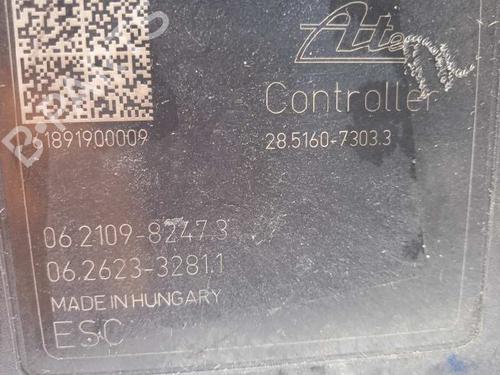 Ate
Controller
1891900009
28.5160-7303.3
06.2109-8247.3
06.2623-3281.1
MADE IN HUNGARY
ESC